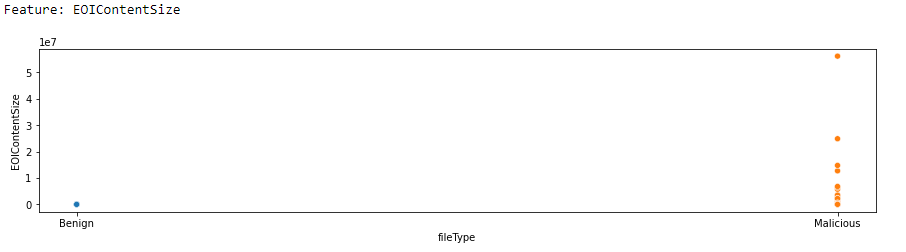 Feature: EOIContentSize
1e7
5
4
3
2
1
0
EOIContentSize
Benign
Malicious
fileType